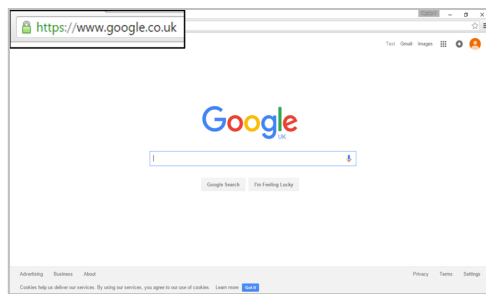 https://www.google.co.uk
Test Gmail Images
Google
UK
Google Search I'm Feeling Lucky
Advertising Business About Privacy Terms Settings
Cookies help us deliver our services. By using our services, you agree to our use of cookies. Learn more Got it